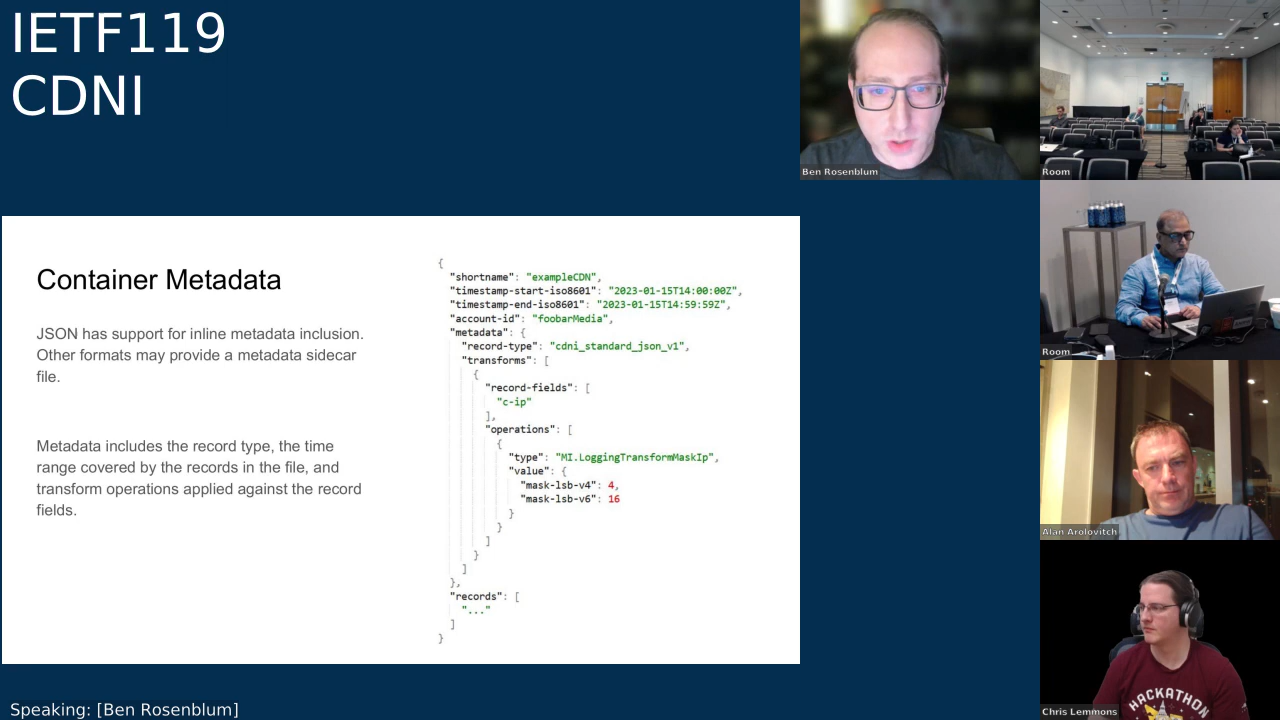 IETF119
CDNI
Ben Rosenblum
Room
Room
Alan Arolovitch
Chris Lemmons
HACKATHON
Container Metadata
JSON has support for inline metadata inclusion.
Other formats may provide a metadata sidecar
file.
Metadata includes the record type, the time
range covered by the records in the file, and
transform operations applied against the record
fields.
{
"shortname": "exampleCDN",
"timestamp-start-iso8601": "2023-01-15T14:00:00Z",
"timestamp-end-iso8601": "2023-01-15T14:59:59Z",
"account-id": "foobarMedia",
"metadata": {
"record-type": "cdni_standard_json_v1",
"transforms": [
{
"record-fields": [
"c-ip"
],
"operations": [
{
"type": "MI.LoggingTransformMaskIp",
"value": {
"mask-lsb-v4": 4,
"mask-lsb-v6": 16
}
}
]
}
]
},
"records": [
"..."
]
}
Speaking: [Ben Rosenblum]